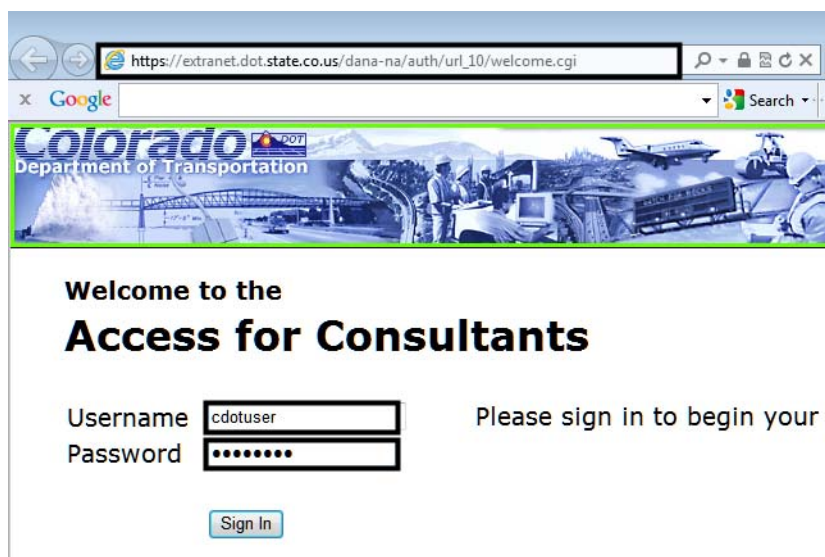 https://extranet.dot.state.co.us/dana-na/auth/url_10/welcome.cgi
x Google Search
Colorado DOT
Department of Transportation
Welcome to the
Access for Consultants
Username cdotuser Please sign in to begin your
Password ••••••••
Sign In